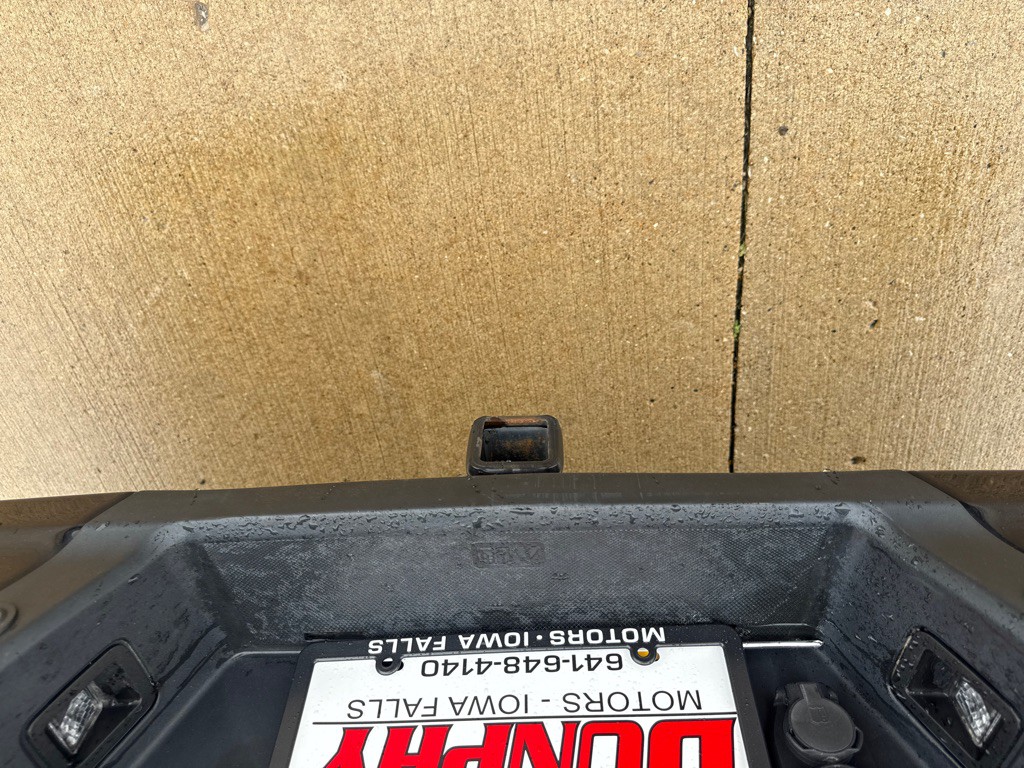 DUNPHY
MOTORS - IOWA FALLS
641-648-4140
MOTORS • IOWA FALLS